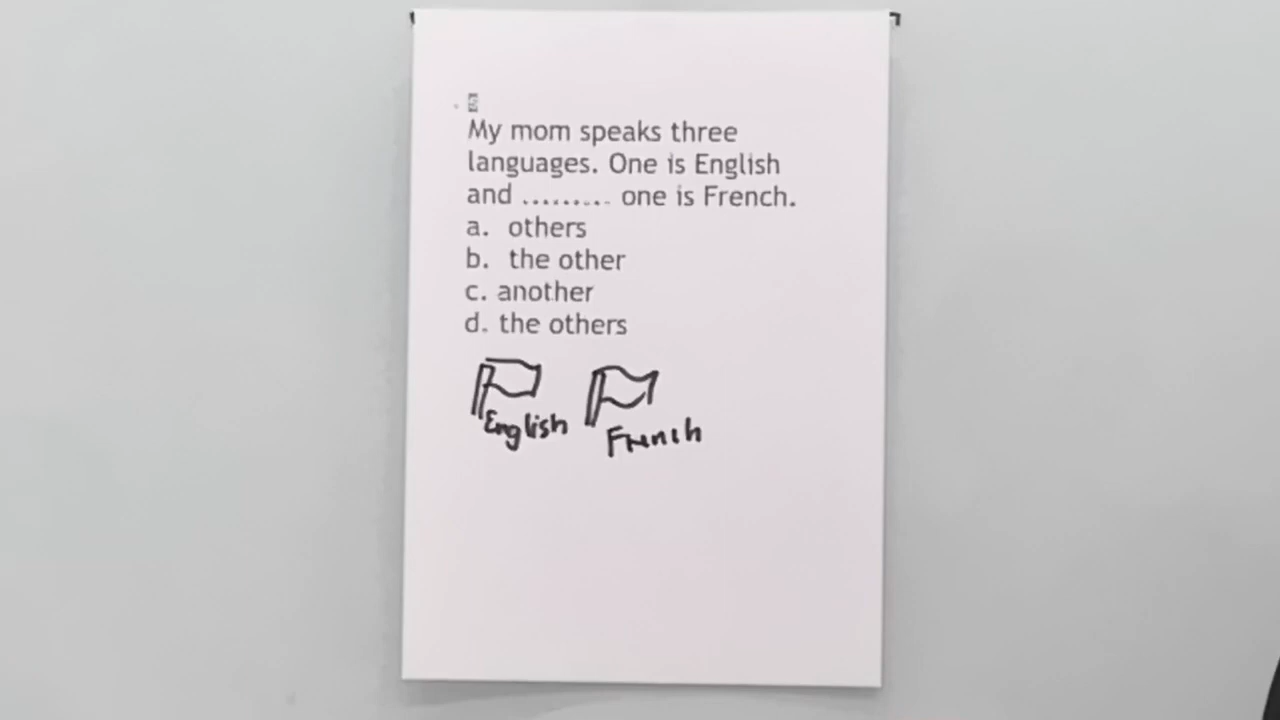 My mom speaks three
languages. One is English
and ......... one is French.
a. others
b. the other
c. another
d. the others
English French